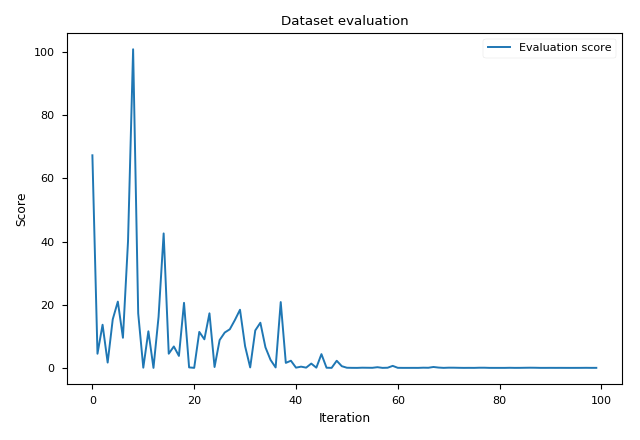 Dataset evaluation
Evaluation score
100
80
60
40
20
0
Score
0 20 40 60 80 100
Iteration